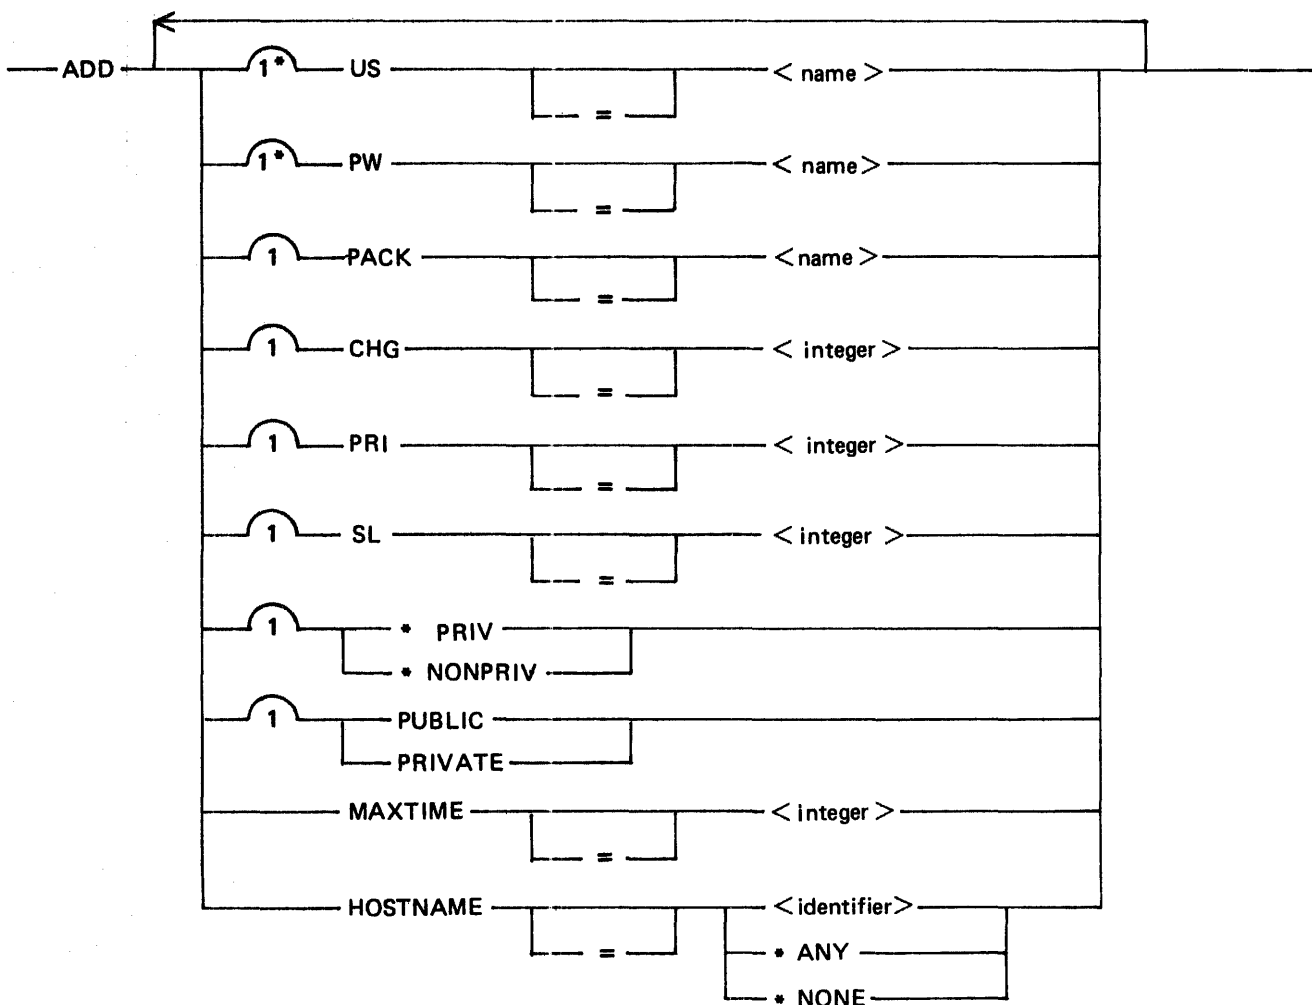 ADD 1* US = < name >
1* PW = < name >
1 PACK = < name >
1 CHG = < integer >
1 PRI = < integer >
1 SL = < integer >
1 * PRIV
* NONPRIV
1 PUBLIC
PRIVATE
MAXTIME = < integer >
HOSTNAME = < identifier >
* ANY
* NONE